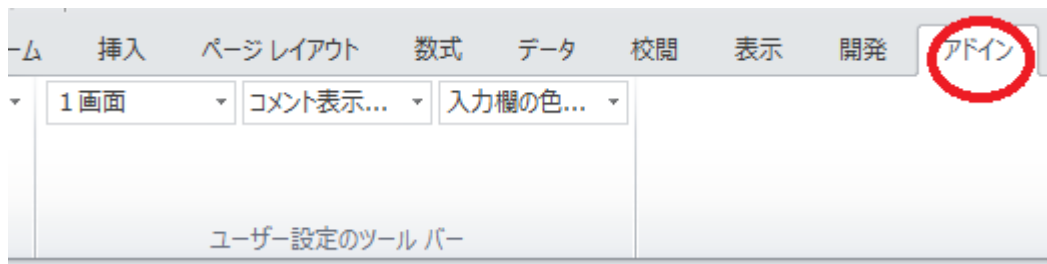 ーム 挿入 ページ レイアウト 数式 データ 校閲 表示 開発 アドイン
1 画面 コメント表示... 入力欄の色...
ユーザー設定のツール バー